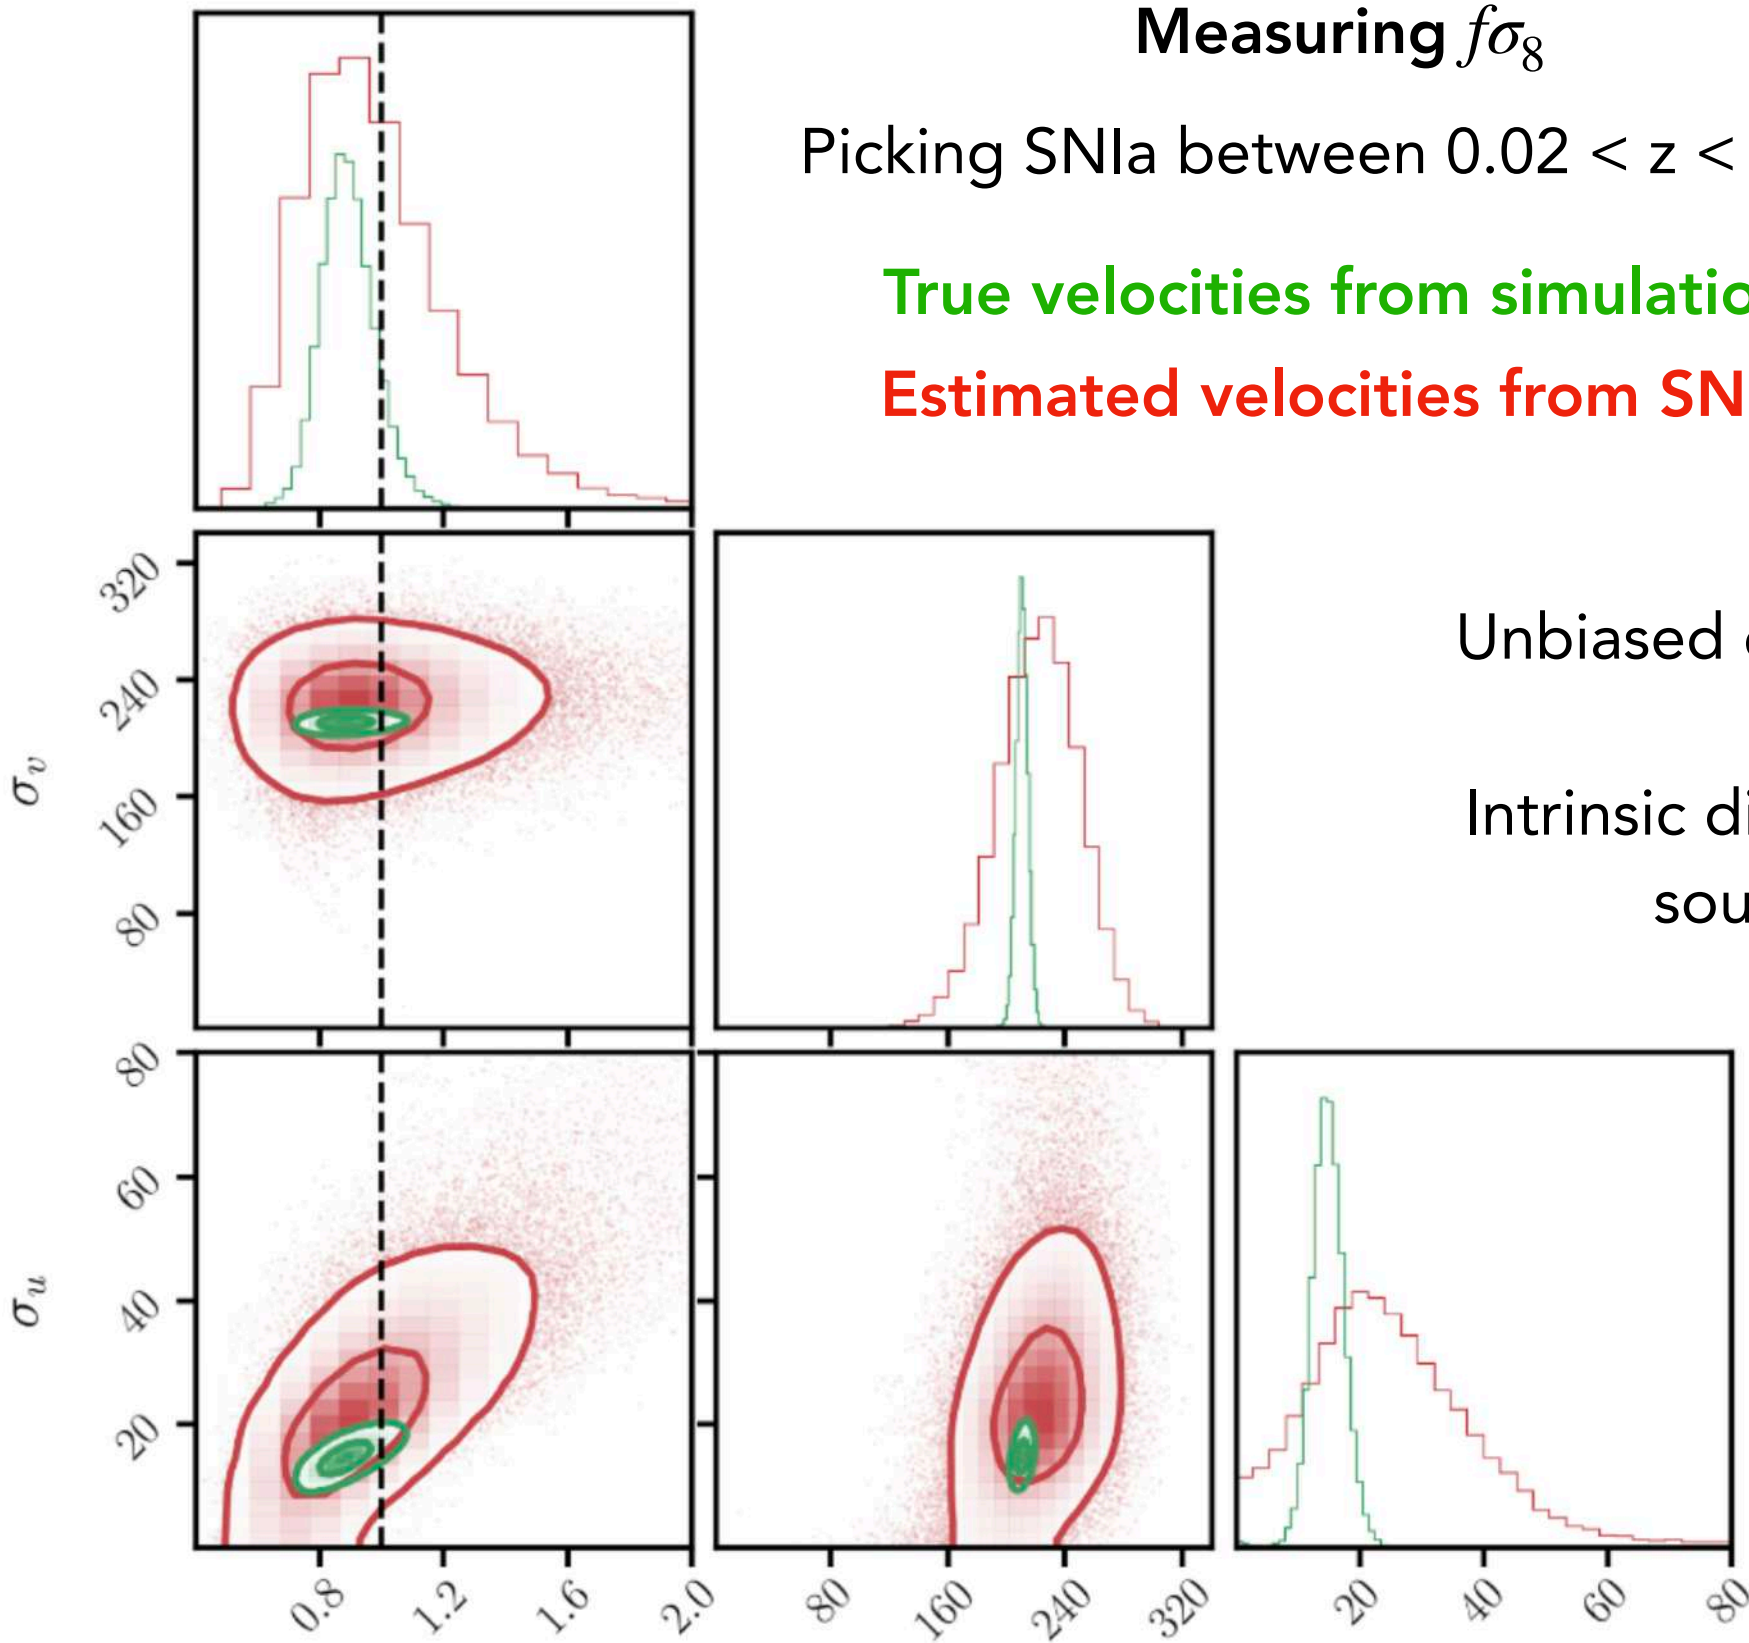 Measuring fσ₈
Picking SNIa between 0.02 < z <
True velocities from simulatio
Estimated velocities from SN
Unbiased
Intrinsic di
sou
320
240
160
80
σᵥ
80
60
40
20
σᵤ
0.8 1.2 1.6 2.0 80 160 240 320 20 40 60 80